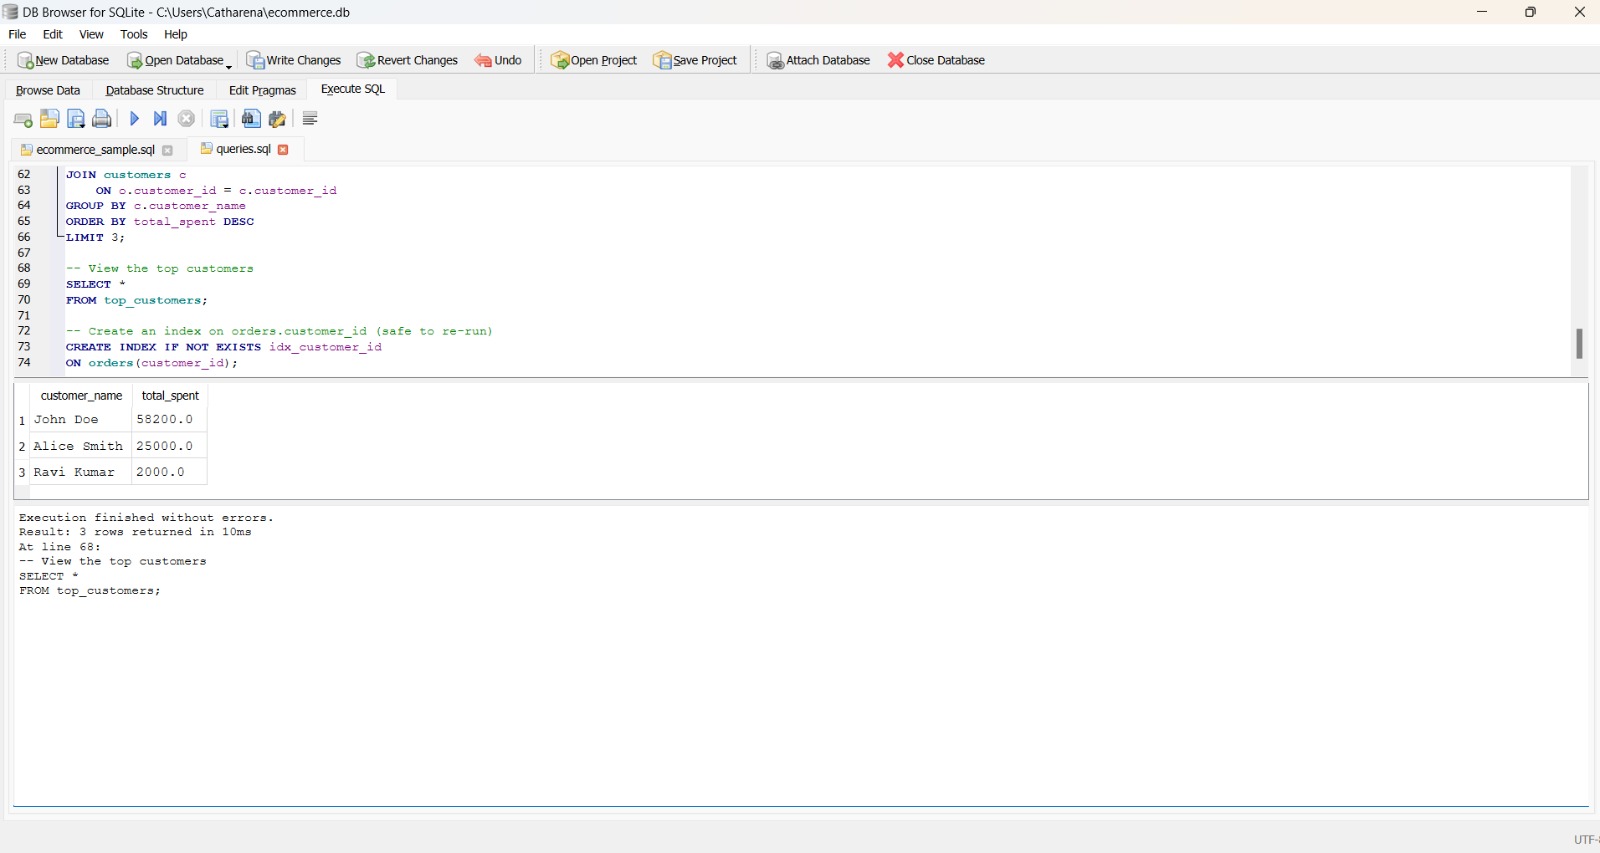 DB Browser for SQLite - C:\Users\Catharena\ecommerce.db
File Edit View Tools Help
New Database Open Database Write Changes Revert Changes Undo Open Project Save Project Attach Database Close Database
Browse Data Database Structure Edit Pragmas Execute SQL
ecommerce_sample.sql queries.sql
62 JOIN customers c
63 ON o.customer_id = c.customer_id
64 GROUP BY c.customer_name
65 ORDER BY total_spent DESC
66 LIMIT 3;
67
68 -- View the top customers
69 SELECT *
70 FROM top_customers;
71
72 -- Create an index on orders.customer_id (safe to re-run)
73 CREATE INDEX IF NOT EXISTS idx_customer_id
74 ON orders(customer_id);
customer_name total_spent
1 John Doe 58200.0
2 Alice Smith 25000.0
3 Ravi Kumar 2000.0
Execution finished without errors.
Result: 3 rows returned in 10ms
At line 68:
-- View the top customers
SELECT *
FROM top_customers;